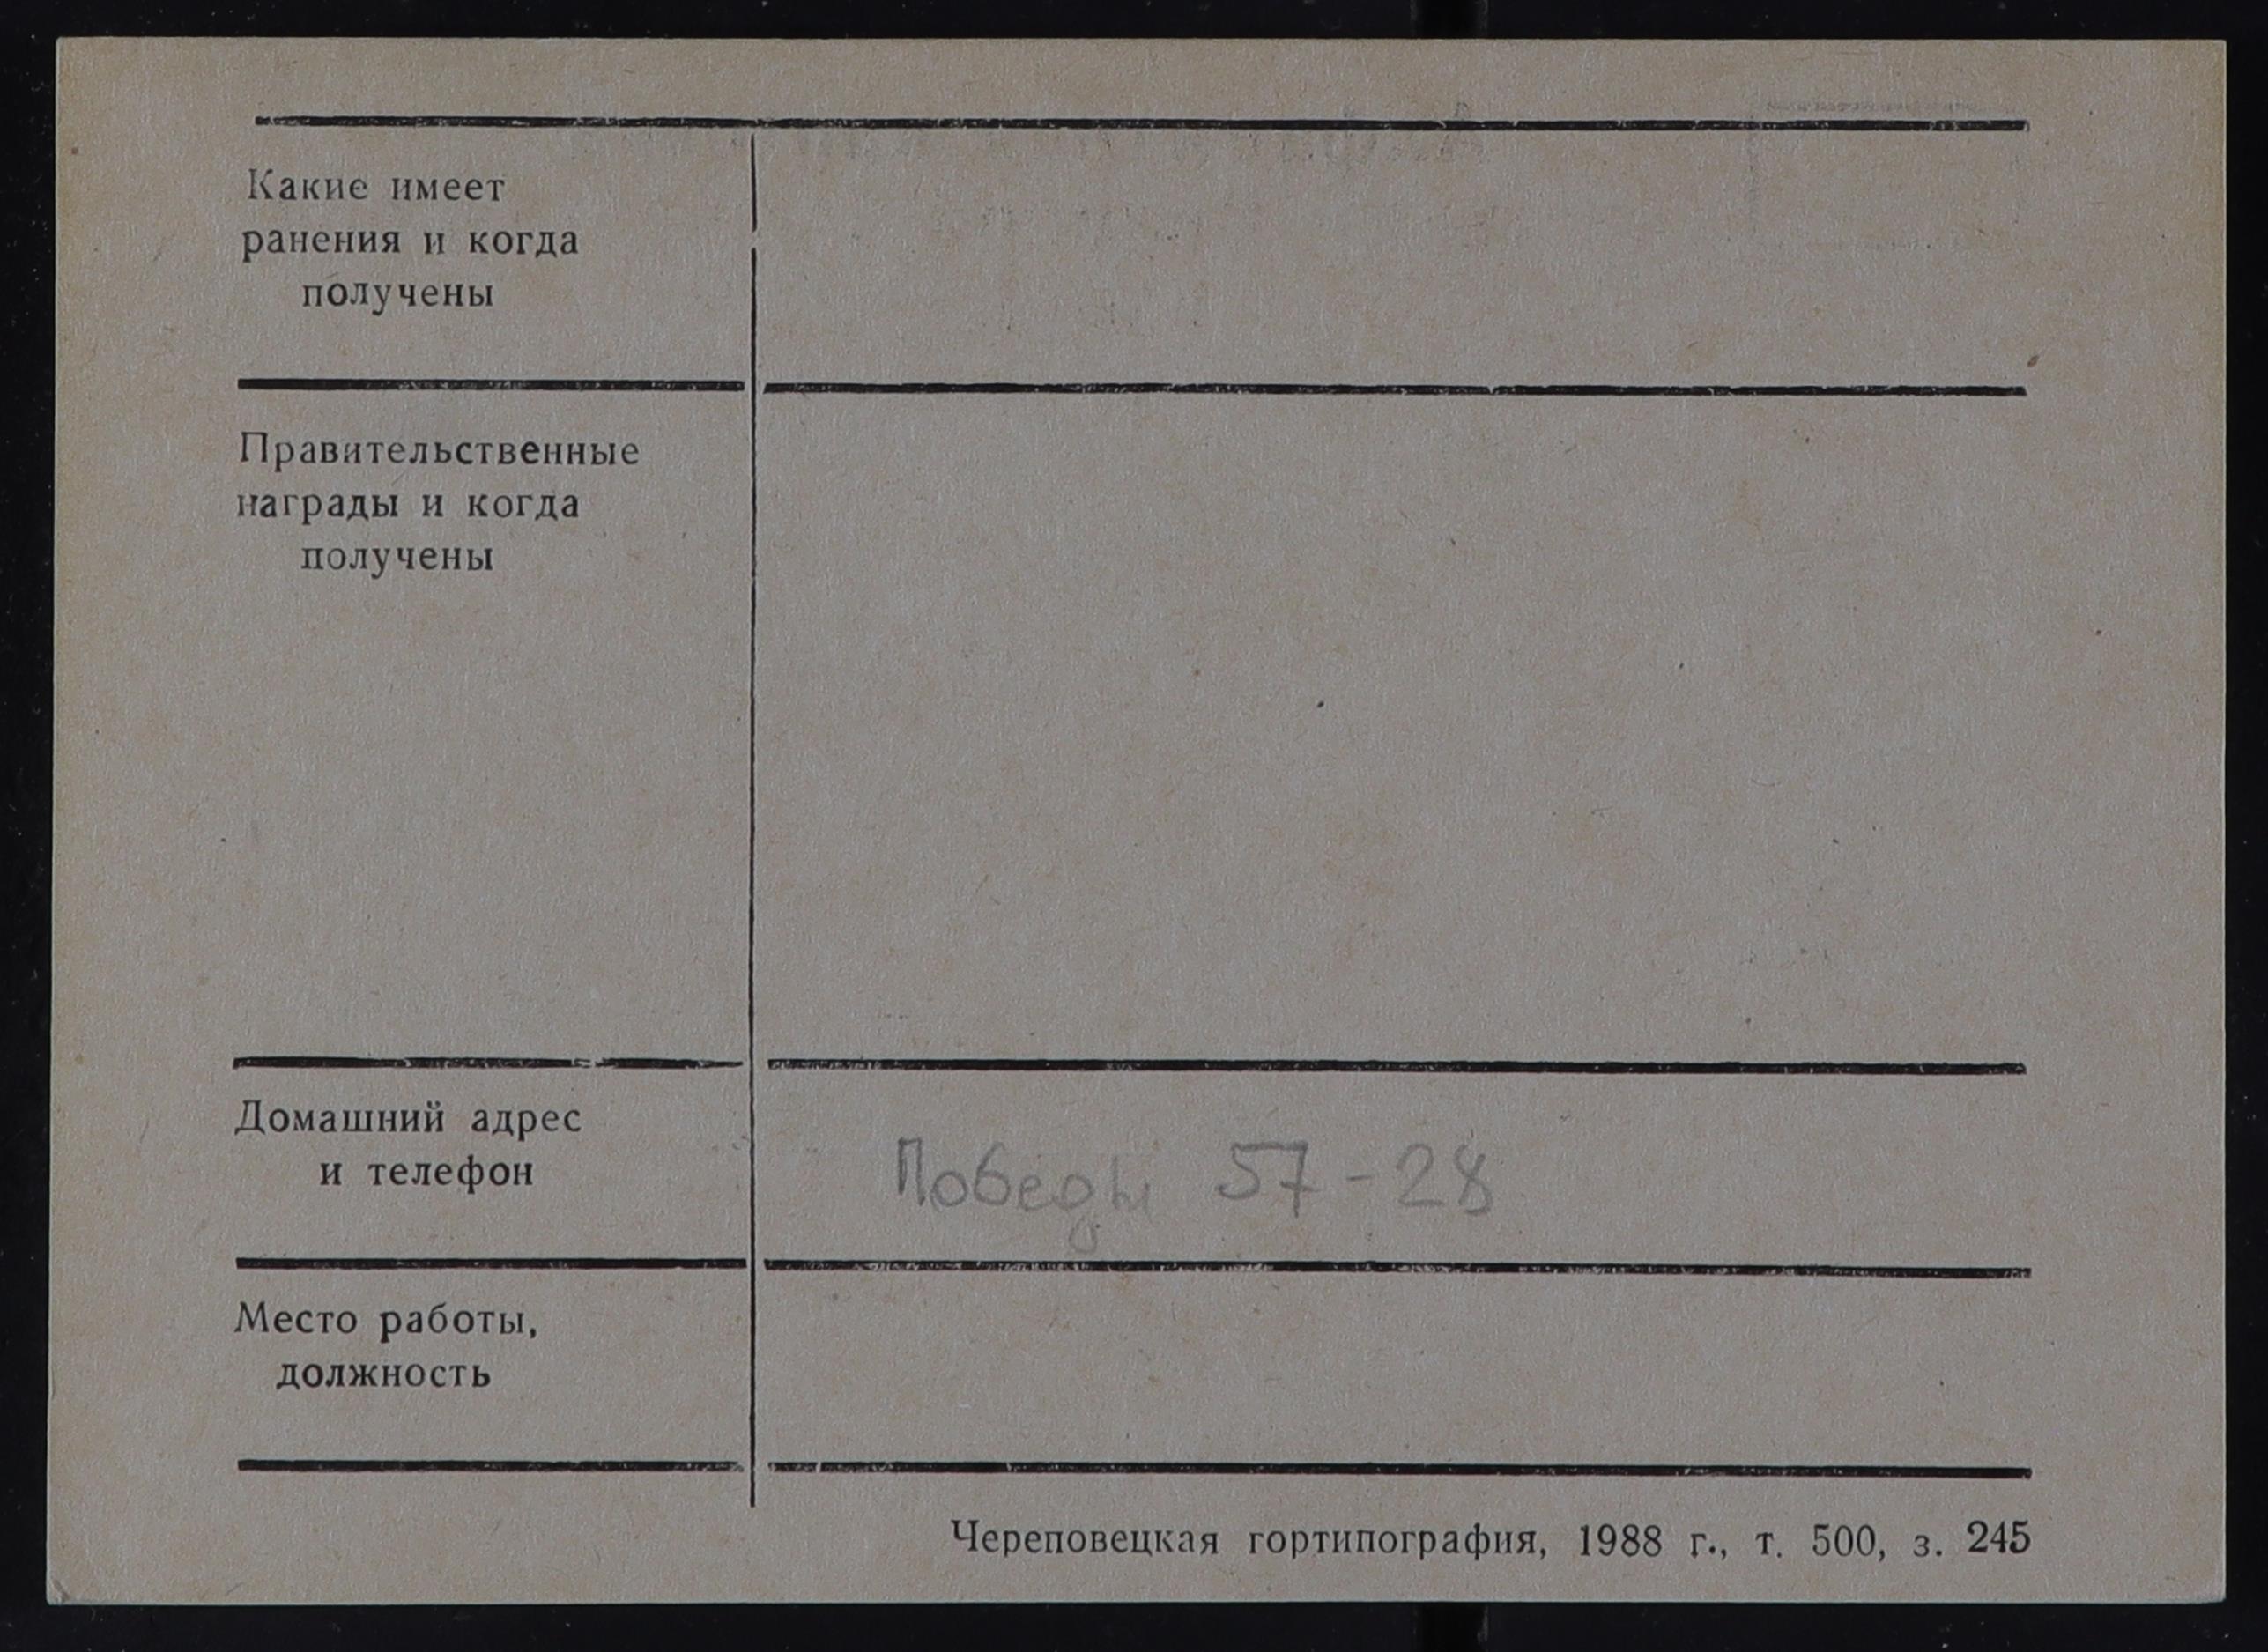 Какие имеет
ранения и когда
получены
Правительственные
награды и когда
получены
Домашний адрес
и телефон
Победы 57-28
Место работы,
должность
Череповецкая гортипография, 1988 г., т. 500, з. 245